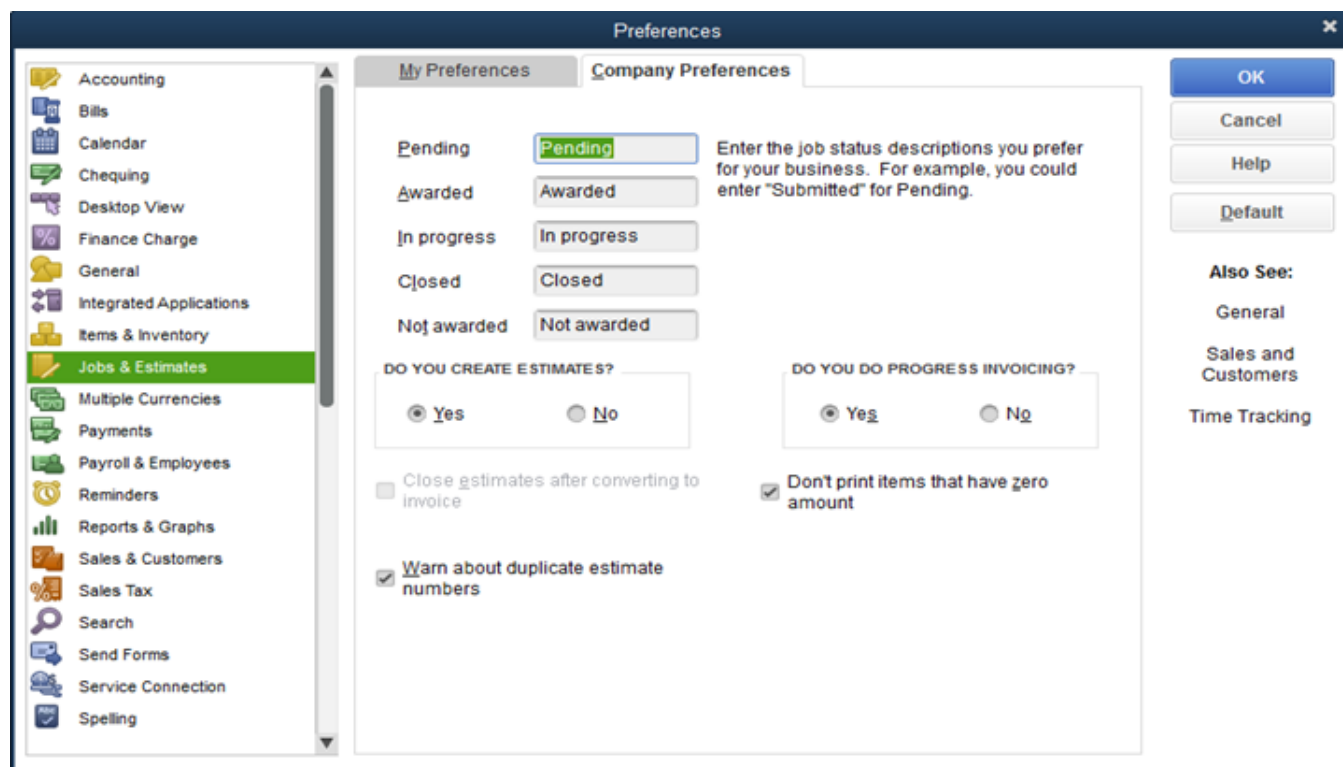 Preferences
Accounting
Bills
Calendar
Chequing
Desktop View
Finance Charge
General
Integrated Applications
Items & Inventory
Jobs & Estimates
Multiple Currencies
Payments
Payroll & Employees
Reminders
Reports & Graphs
Sales & Customers
Sales Tax
Search
Send Forms
Service Connection
Spelling
My Preferences
Company Preferences
Pending Pending
Awarded Awarded
In progress In progress
Closed Closed
Not awarded Not awarded
Enter the job status descriptions you prefer
for your business. For example, you could
enter "Submitted" for Pending.
DO YOU CREATE ESTIMATES?
Yes No
Close estimates after converting to
invoice
Warn about duplicate estimate
numbers
DO YOU DO PROGRESS INVOICING?
Yes No
Don't print items that have zero
amount
OK
Cancel
Help
Default
Also See:
General
Sales and
Customers
Time Tracking